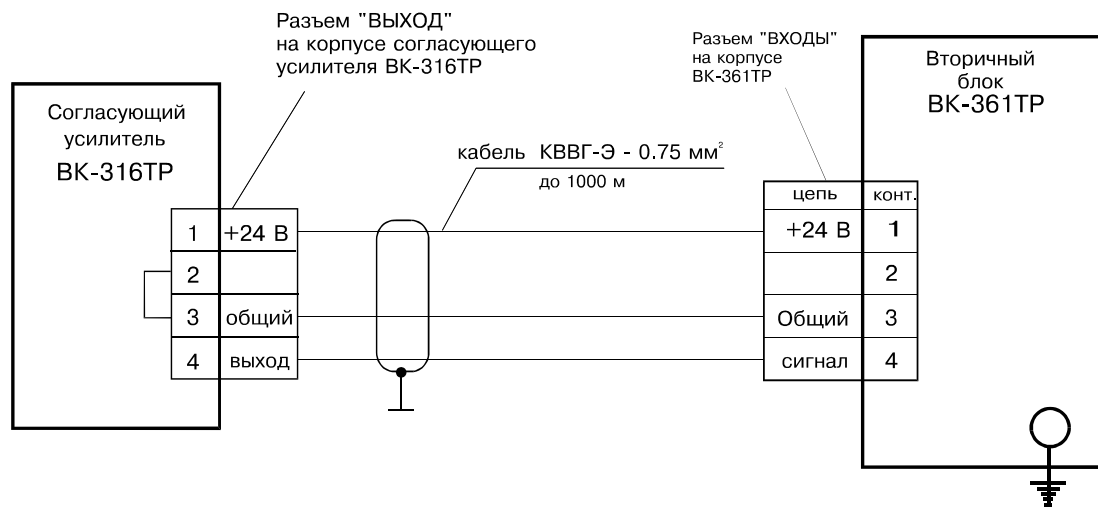 Разъем "ВЫХОД"
на корпусе согласующего
усилителя ВК-316ТР
Разъем "ВХОДЫ"
на корпусе
ВК-361ТР
Вторичный
блок
ВК-361ТР
Согласующий
усилитель
ВК-316ТР
кабель КВВГ-Э - 0.75 мм²
до 1000 м
цепь конт.
1 +24 В
+24 В 1
2
2
3 общий
Общий 3
4 выход
сигнал 4